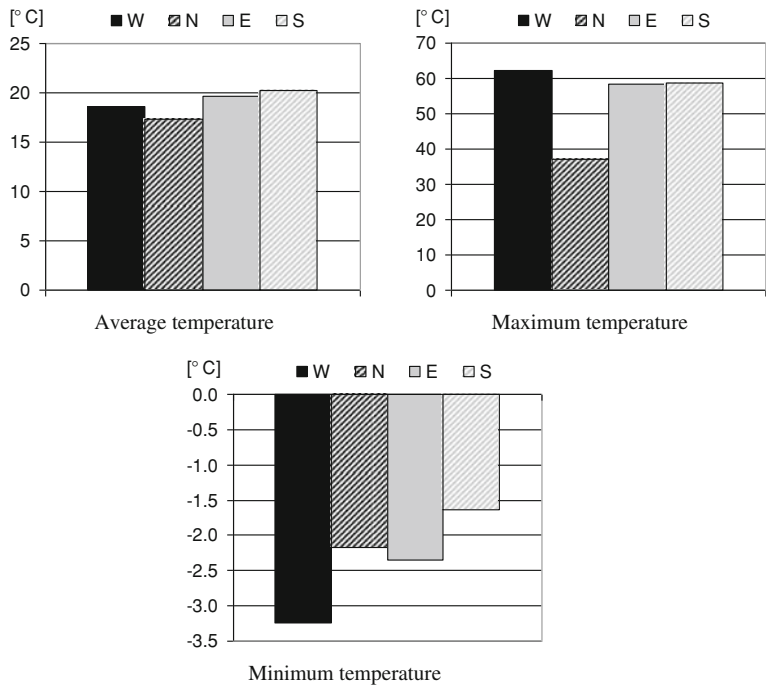 [° C]
W N E S
25
20
15
10
5
0
Average temperature
[° C]
W N E S
70
60
50
40
30
20
10
0
Maximum temperature
[° C]
W N E S
0.0
-0.5
-1.0
-1.5
-2.0
-2.5
-3.0
-3.5
Minimum temperature